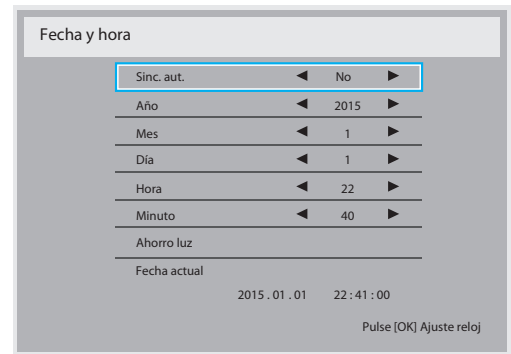 Fecha y hora
Sinc. aut. ◄ No ►
Año ◄ 2015 ►
Mes ◄ 1 ►
Día ◄ 1 ►
Hora ◄ 22 ►
Minuto ◄ 40 ►
Ahorro luz
Fecha actual
2015 . 01 . 01 22 : 41 : 00
Pulse [OK] Ajuste reloj